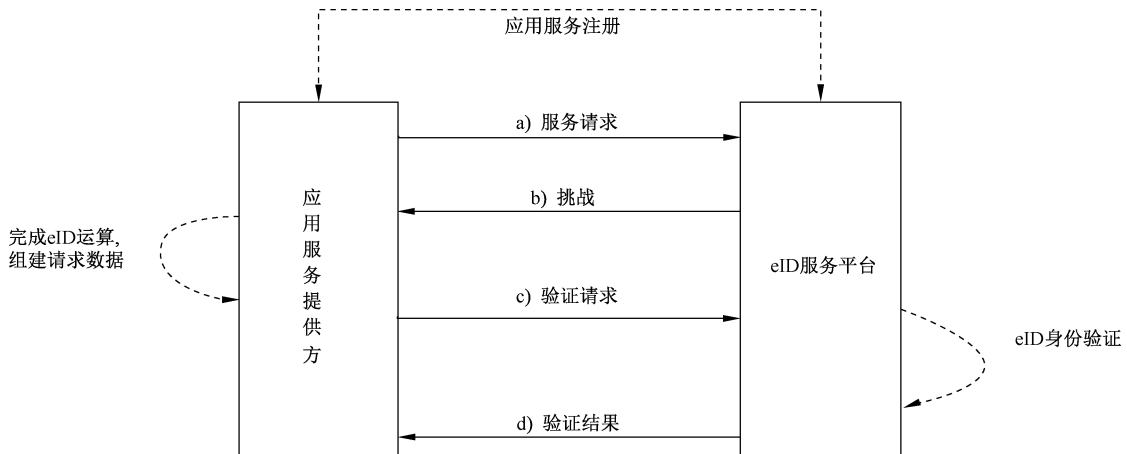 应用服务注册
a) 服务请求
b) 挑战
完成eID运算,
组建请求数据
应用服务提供方
eID服务平台
c) 验证请求
eID身份验证
d) 验证结果